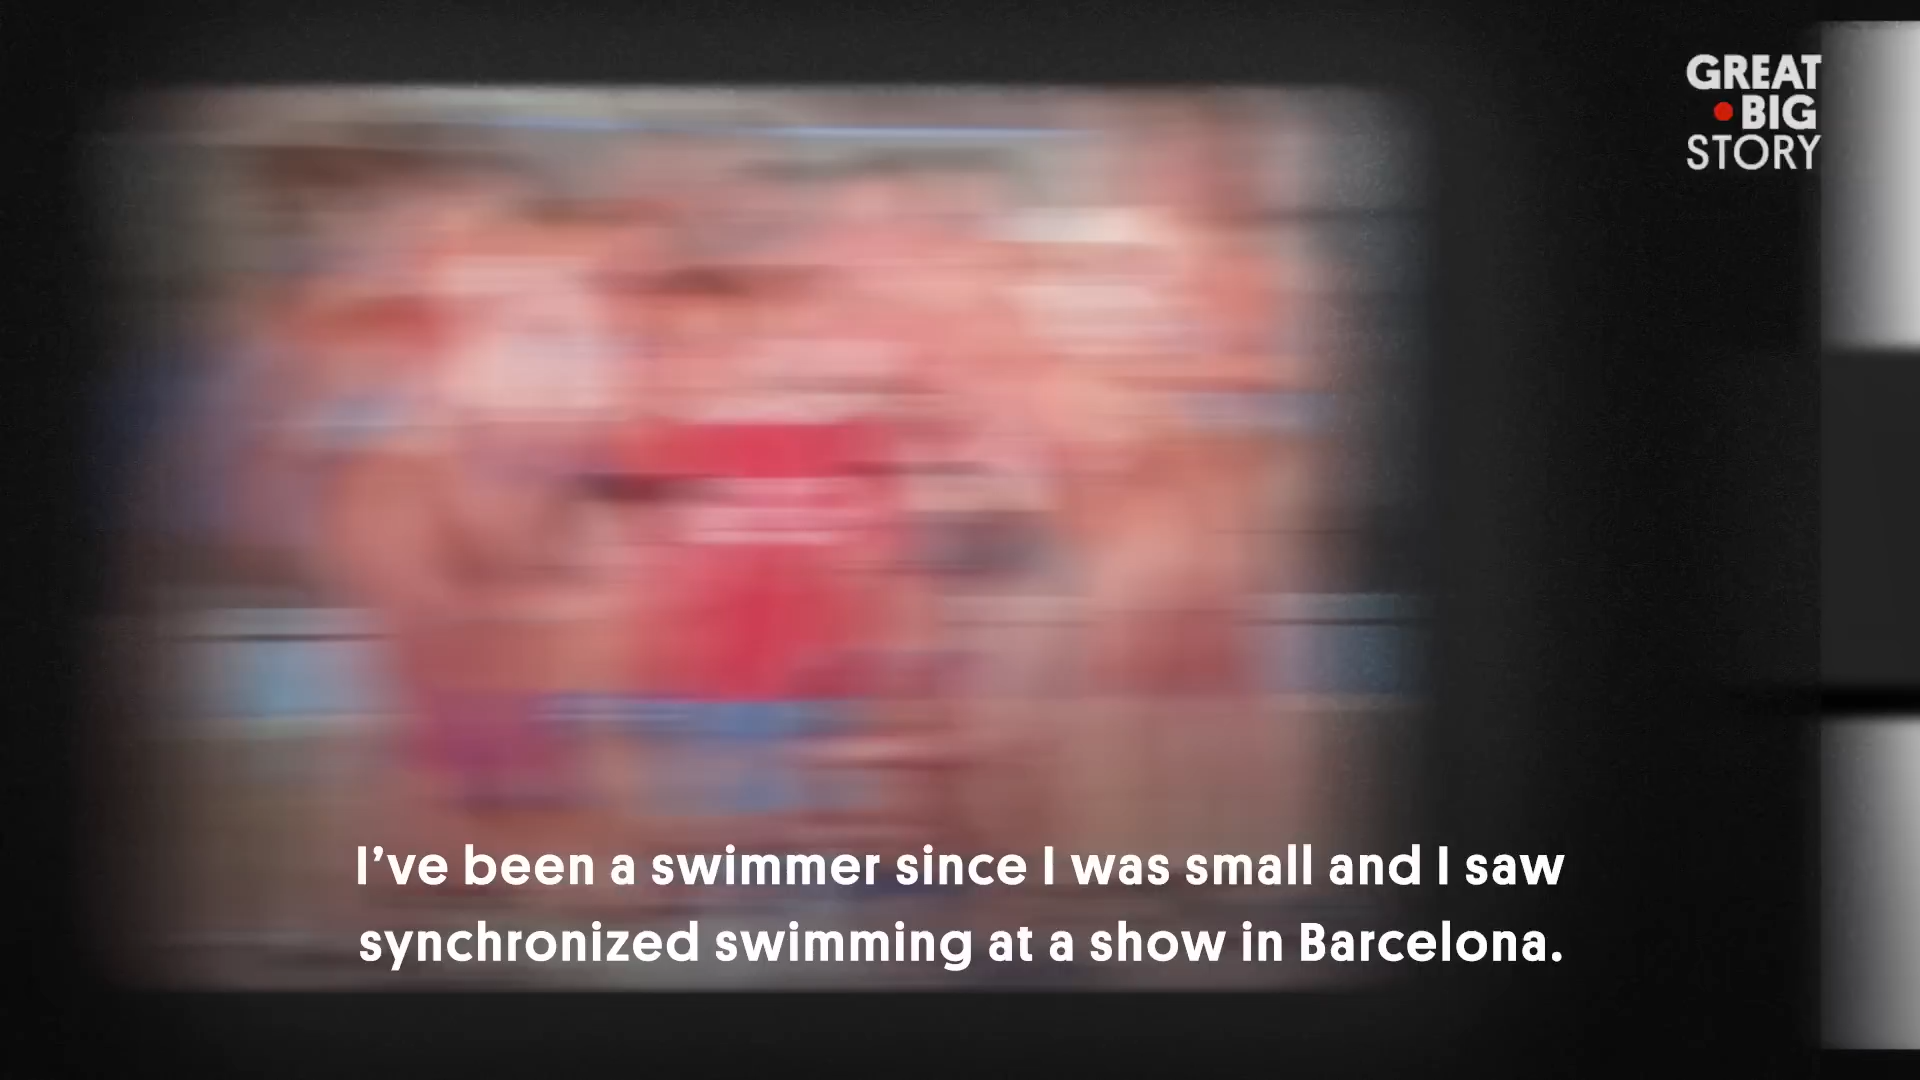 GREAT
BIG
STORY
I've been a swimmer since I was small and I saw
synchronized swimming at a show in Barcelona.